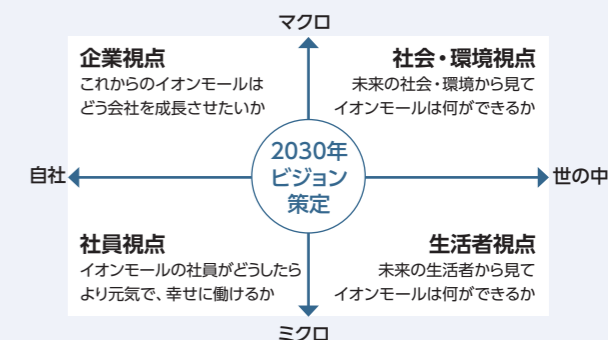 マクロ
企業視点
これからのイオンモールは
どう会社を成長させたいか
社会・環境視点
未来の社会・環境から見て
イオンモールは何ができるか
自社
2030年
ビジョン
策定
世の中
社員視点
イオンモールの社員がどうしたら
より元気で、幸せに働けるか
生活者視点
未来の生活者から見て
イオンモールは何ができるか
ミクロ